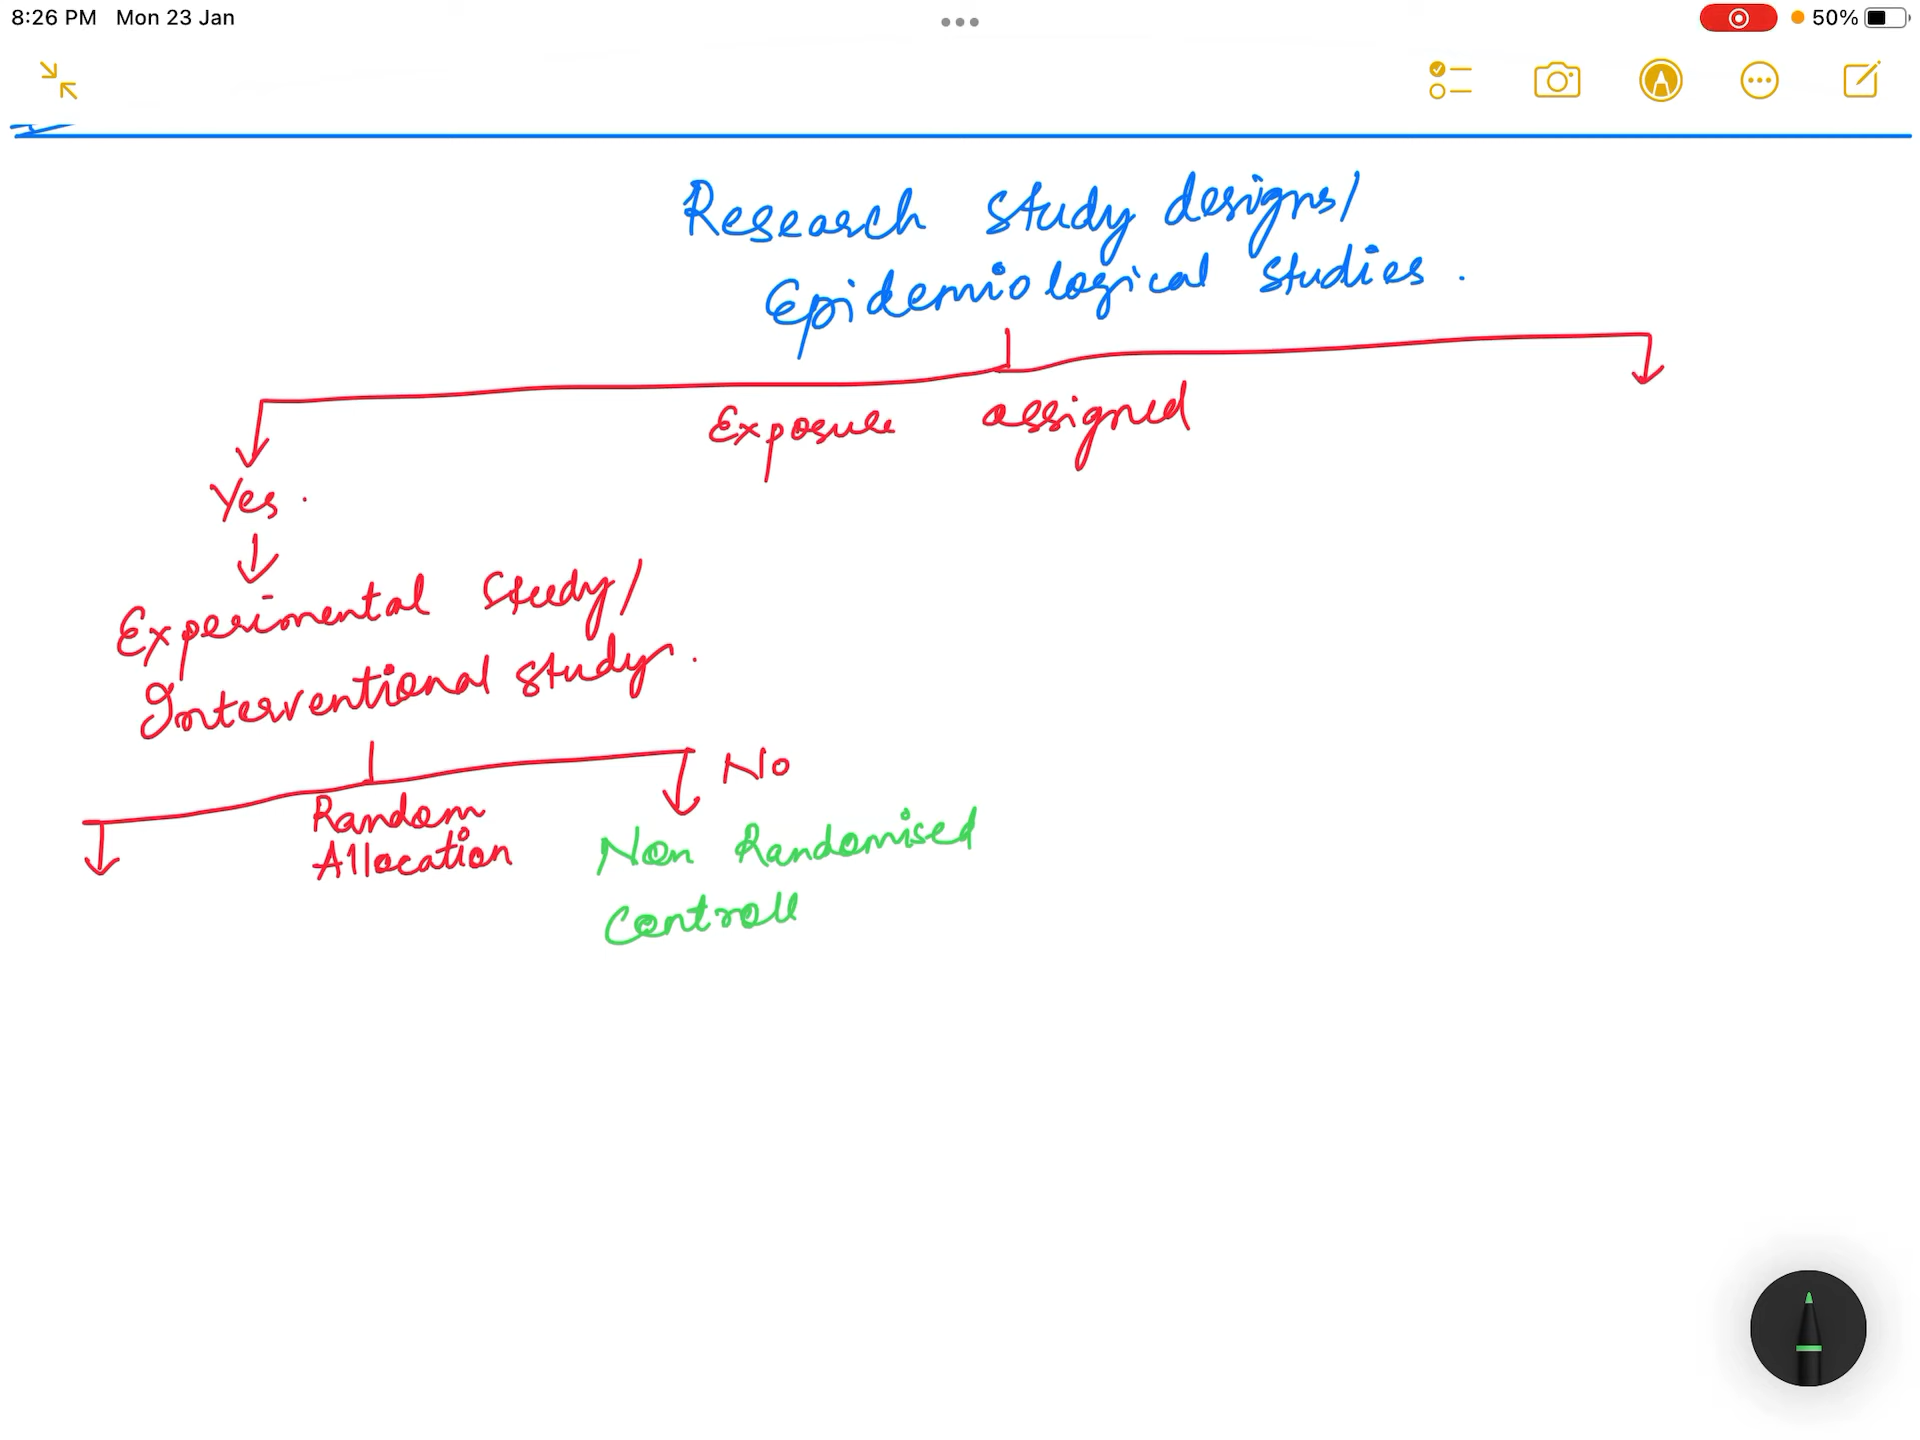 8:26 PM Mon 23 Jan
50%
Research study designs/
Epidemiological studies.
Exposure assigned
Yes.
Experimental study/
Interventional study.
No
Random
Allocation
Non Randomised
Controll